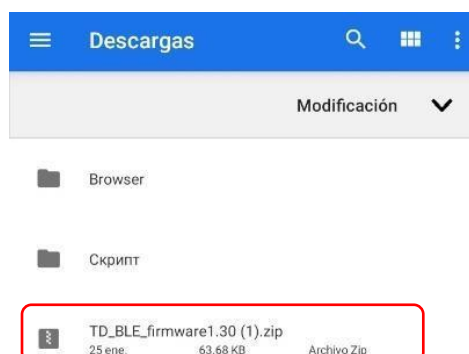 Descargas
Modificación
Browser
Скрипт
TD_BLE_firmware1.30 (1).zip
25 ene. 63.68 KB Archivo Zip